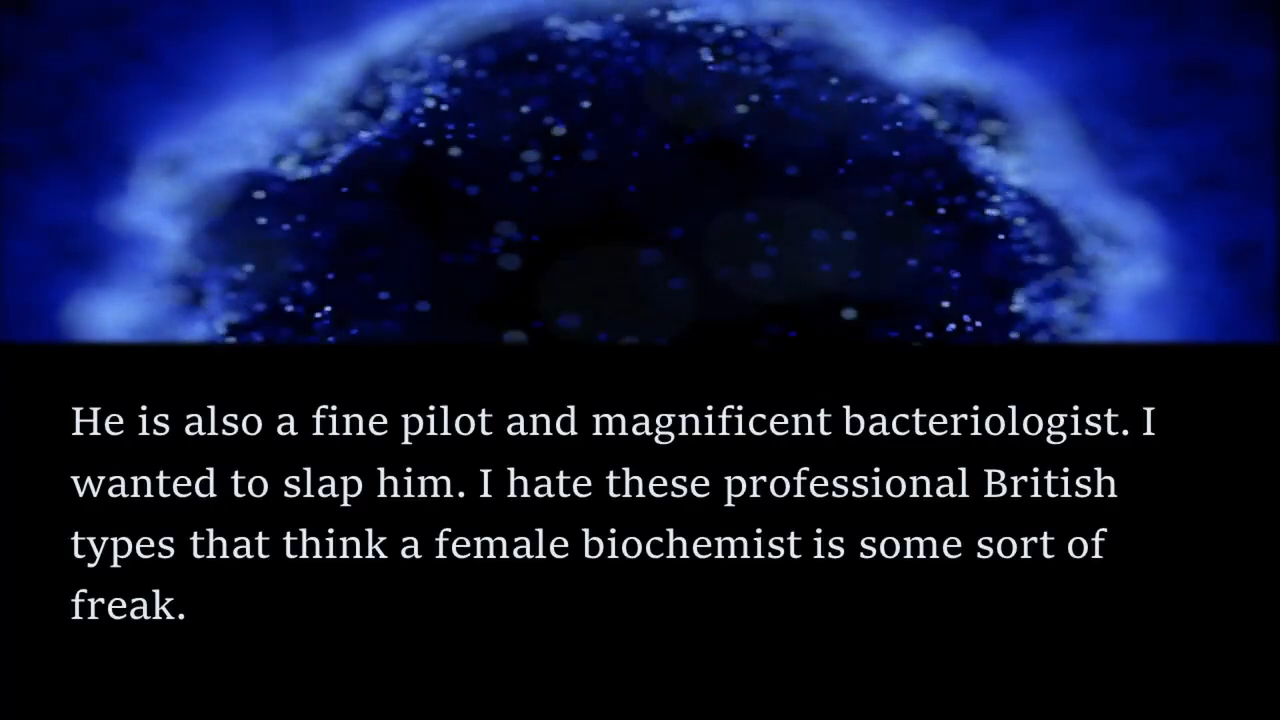 He is also a fine pilot and magnificent bacteriologist. I
wanted to slap him. I hate these professional British
types that think a female biochemist is some sort of
freak.